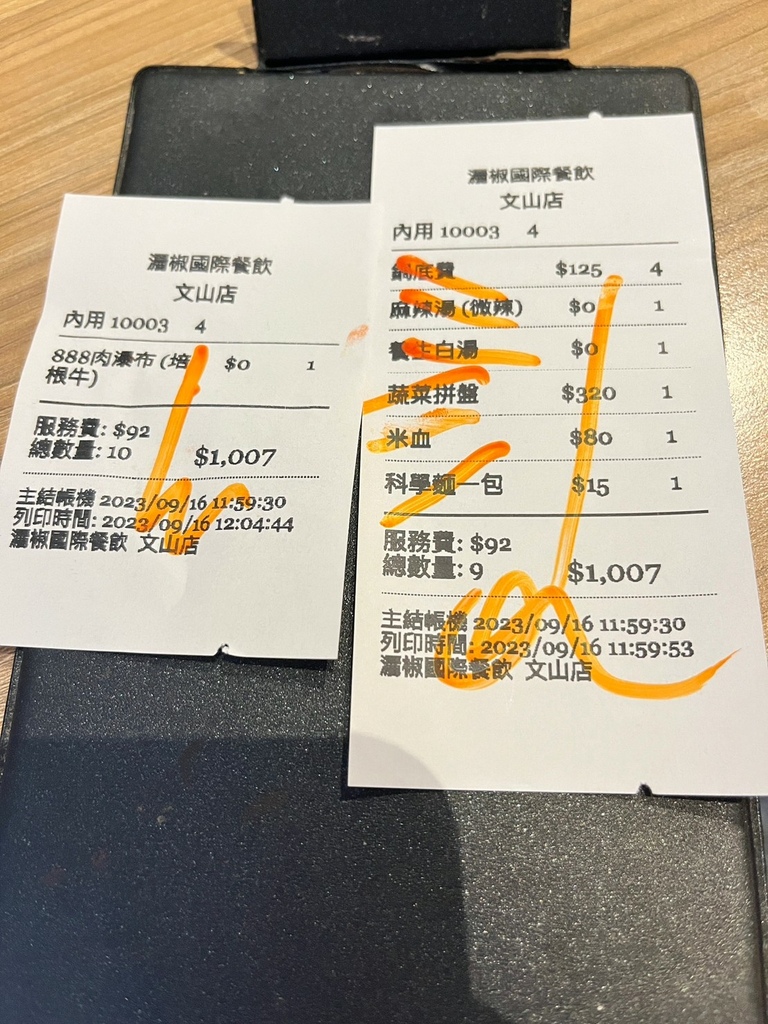 灑椒國際餐飲
文山店
內用 10003 4
888肉瀑布 (培 $0 1
根牛)
服務費: $92
總數量: 10 $1,007
主結帳機 2023/09/16 11:59:30
列印時間: 2023/09/16 12:04:44
灑椒國際餐飲 文山店
灑椒國際餐飲
文山店
內用 10003 4
鍋底費 $125 4
麻辣湯 (微辣) $0 1
養生白湯 $0 1
蔬菜拼盤 $320 1
米血 $80 1
科學麵一包 $15 1
服務費: $92
總數量: 9 $1,007
主結帳機 2023/09/16 11:59:30
列印時間: 2023/09/16 11:59:53
灑椒國際餐飲 文山店